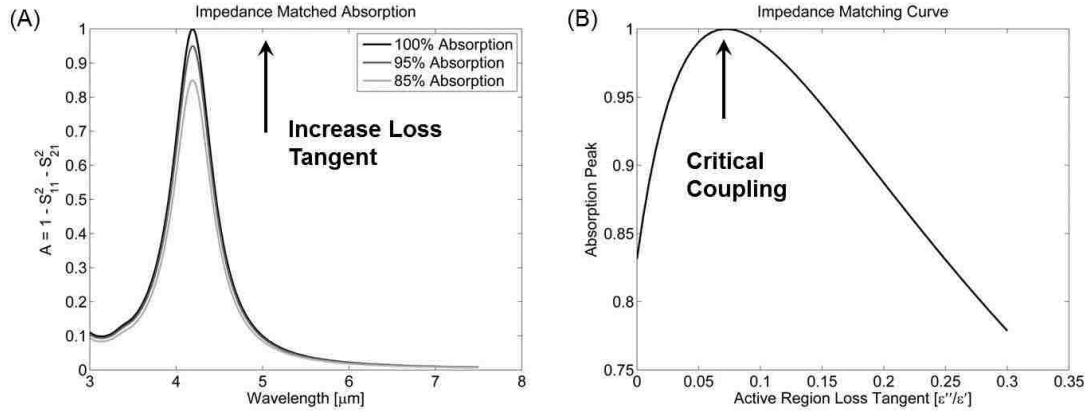 (A)
Impedance Matched Absorption
1
0.9
0.8
0.7
0.6
0.5
0.4
0.3
0.2
0.1
0
A = 1 - S²₁₁ - S²₂₁
100% Absorption
95% Absorption
85% Absorption
Increase Loss
Tangent
3
4
5
6
7
8
Wavelength [μm]
(B)
Impedance Matching Curve
1
0.95
0.9
0.85
0.8
0.75
Absorption Peak
Critical
Coupling
0
0.05
0.1
0.15
0.2
0.25
0.3
0.35
Active Region Loss Tangent [ε''/ε']